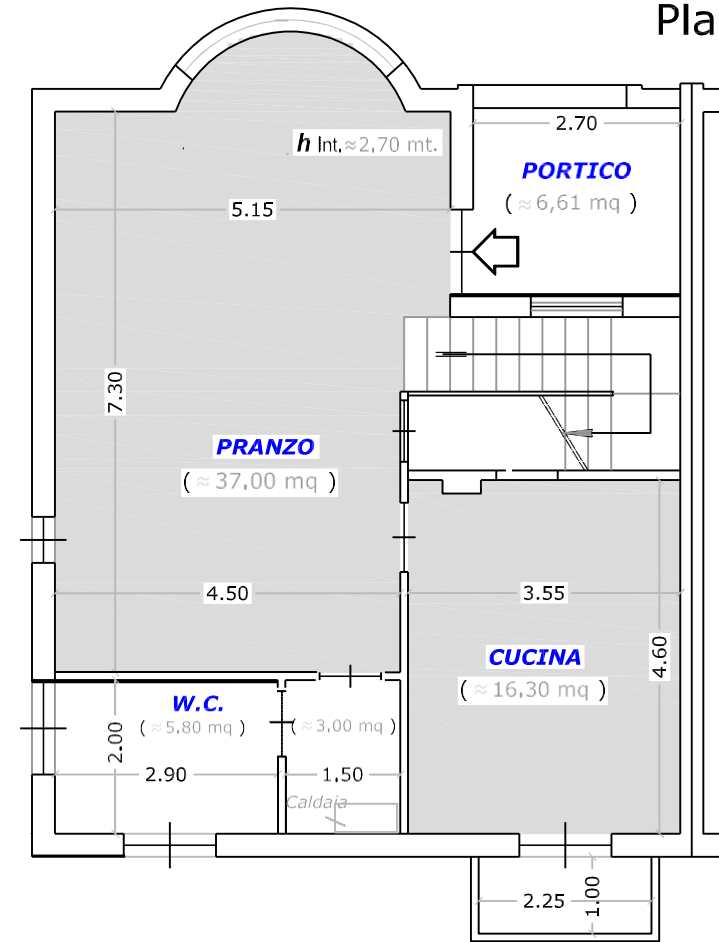 Pla
2.70
h Int.≈2,70 mt.
PORTICO
( ≈ 6,61 mq )
5.15
7.30
PRANZO
( ≈ 37,00 mq )
4.50
3.55
4.60
CUCINA
( ≈ 16,30 mq )
W.C.
( ≈ 5.80 mq )
( ≈ 3,00 mq )
2.00
2.90
1,50
Caldaia
2.25
1.00